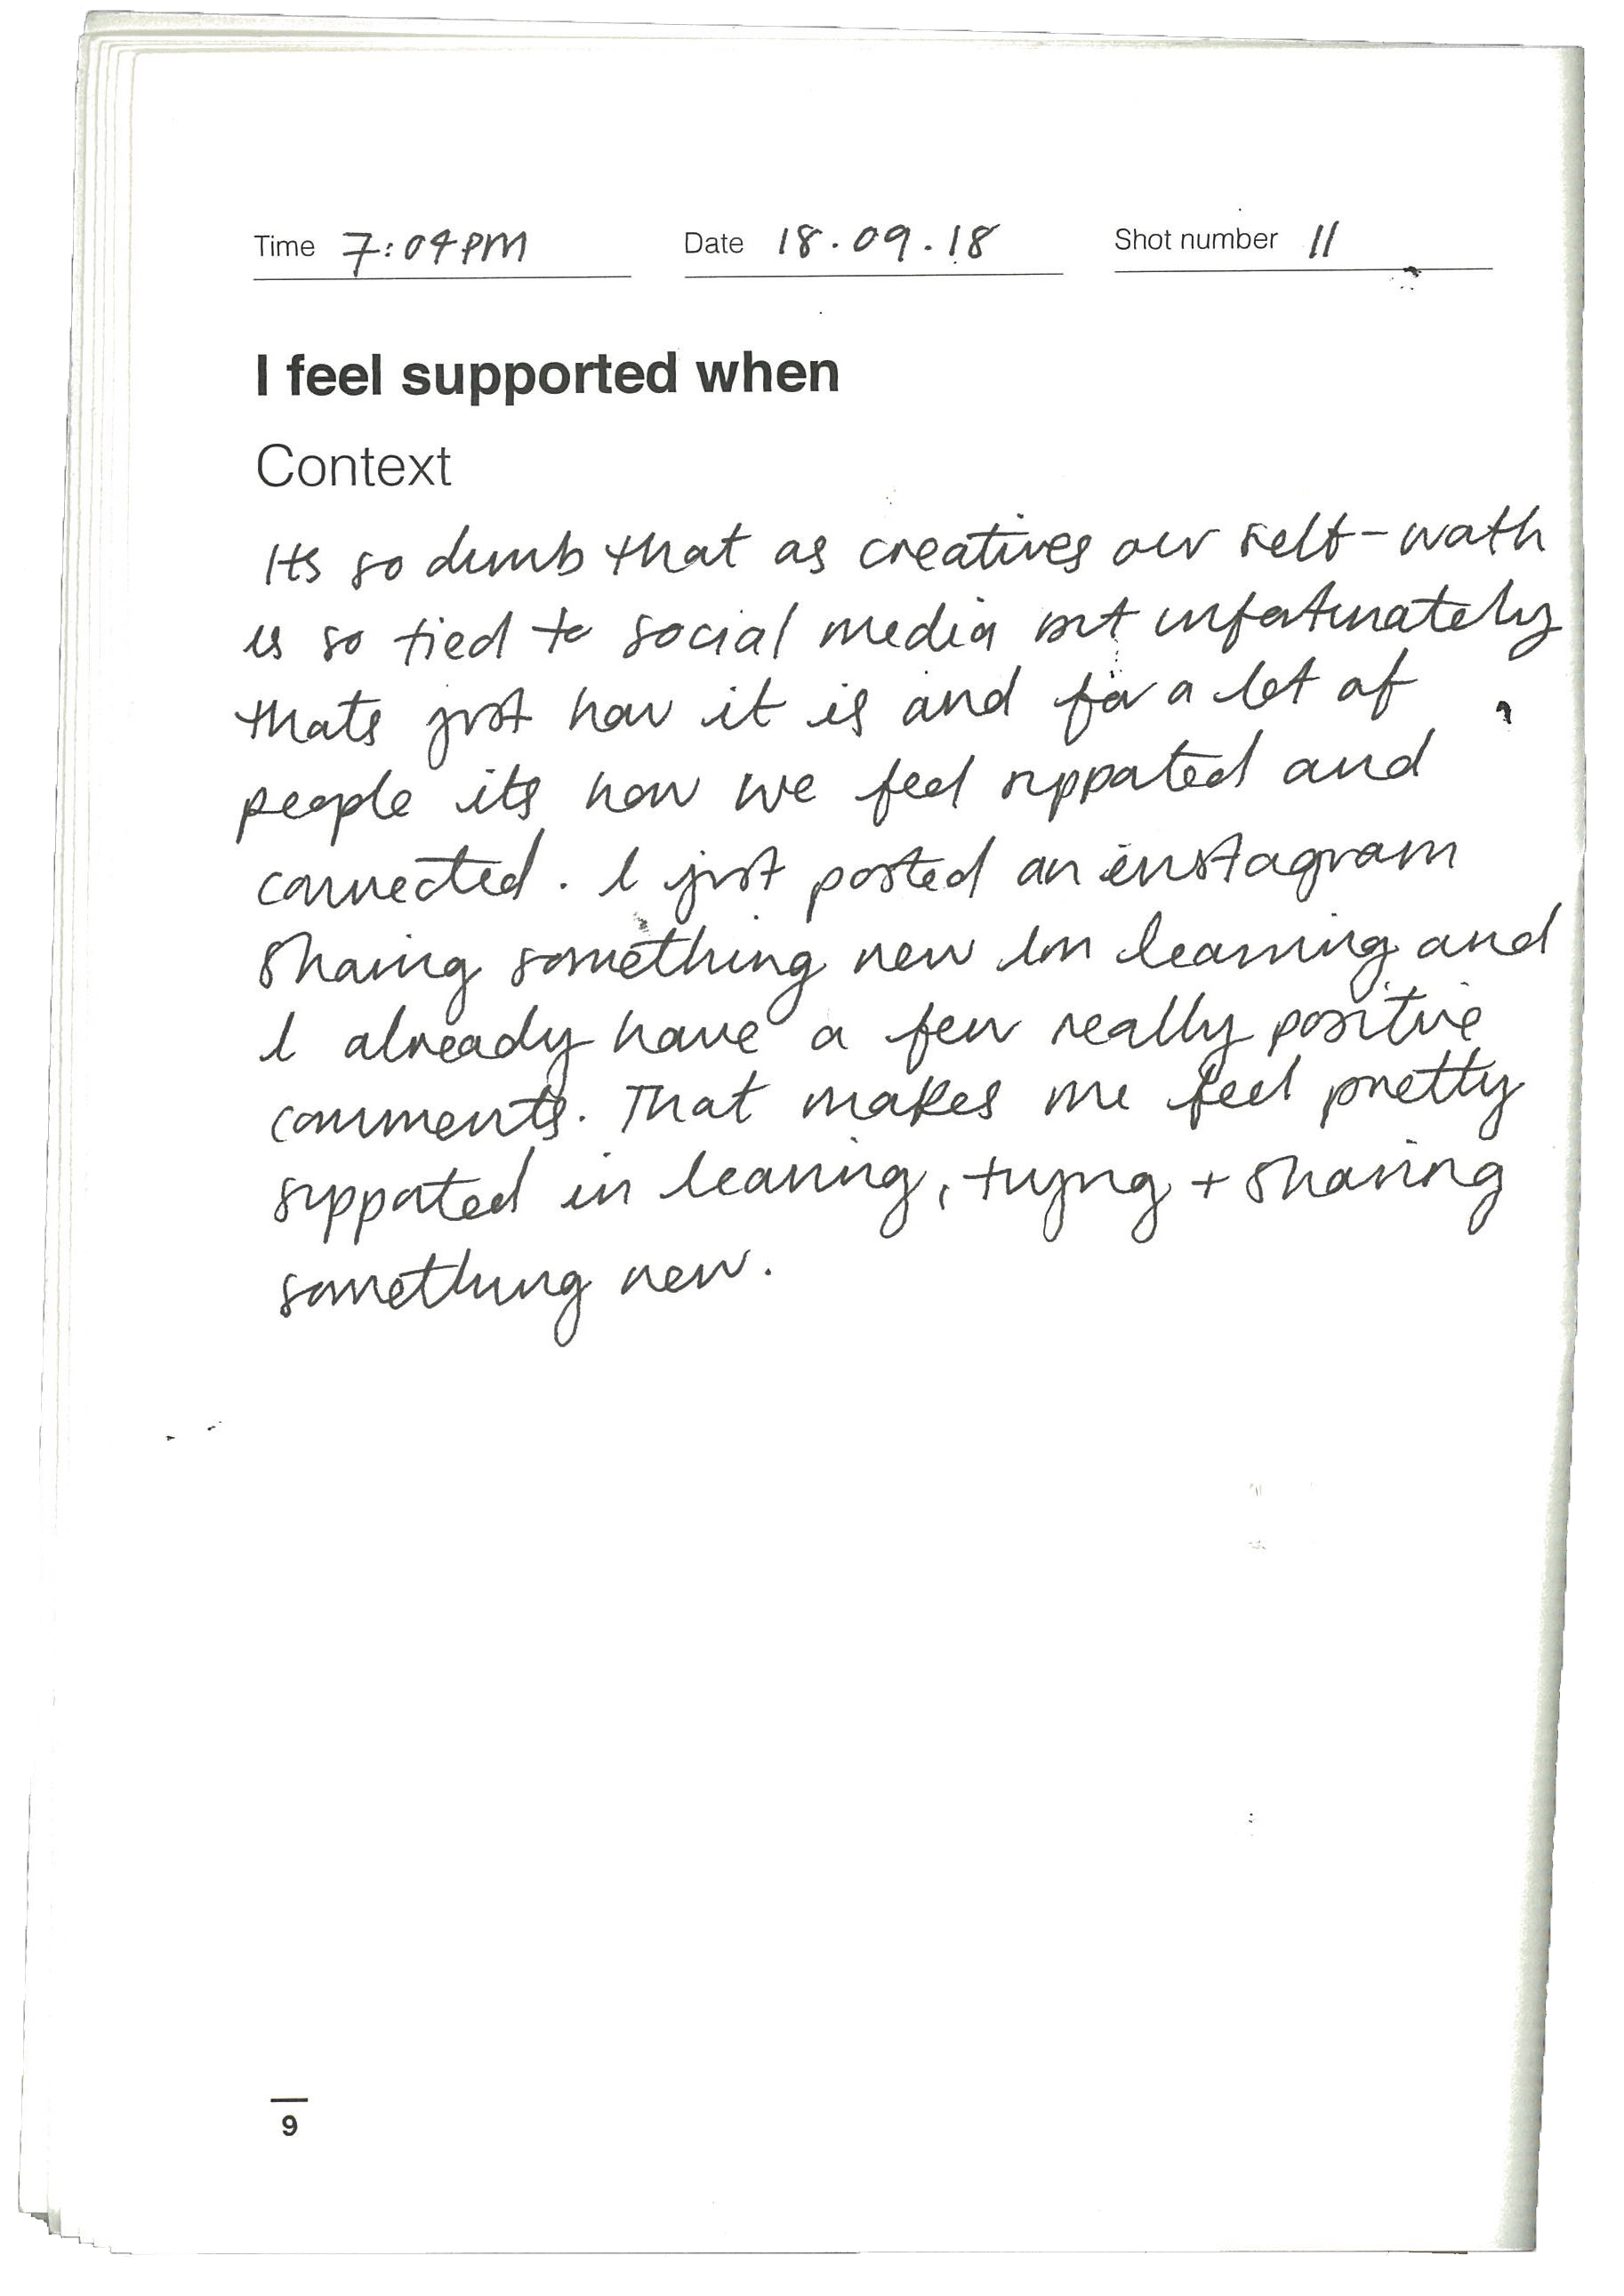 Time 7:04PM Date 18.09.18 Shot number 11
I feel supported when
Context
Its so dumb that as creatives our self-worth
is so tied to social media but unfortunately
thats just how it is and for a lot of
people its how we feel supported and
connected. I just posted an instagram
sharing something new Im learning and
I already have a few really positive
comments. That makes me feel pretty
supported in learning, trying + sharing
something new.
9